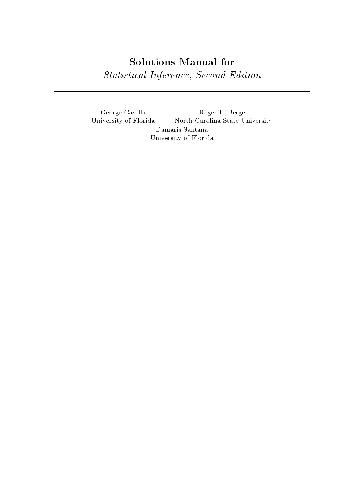 Solutions Manual for
Statistical Inference, Second Edition
George Casella Roger L. Berger
University of Florida North Carolina State University
Damaris Santana
University of Florida